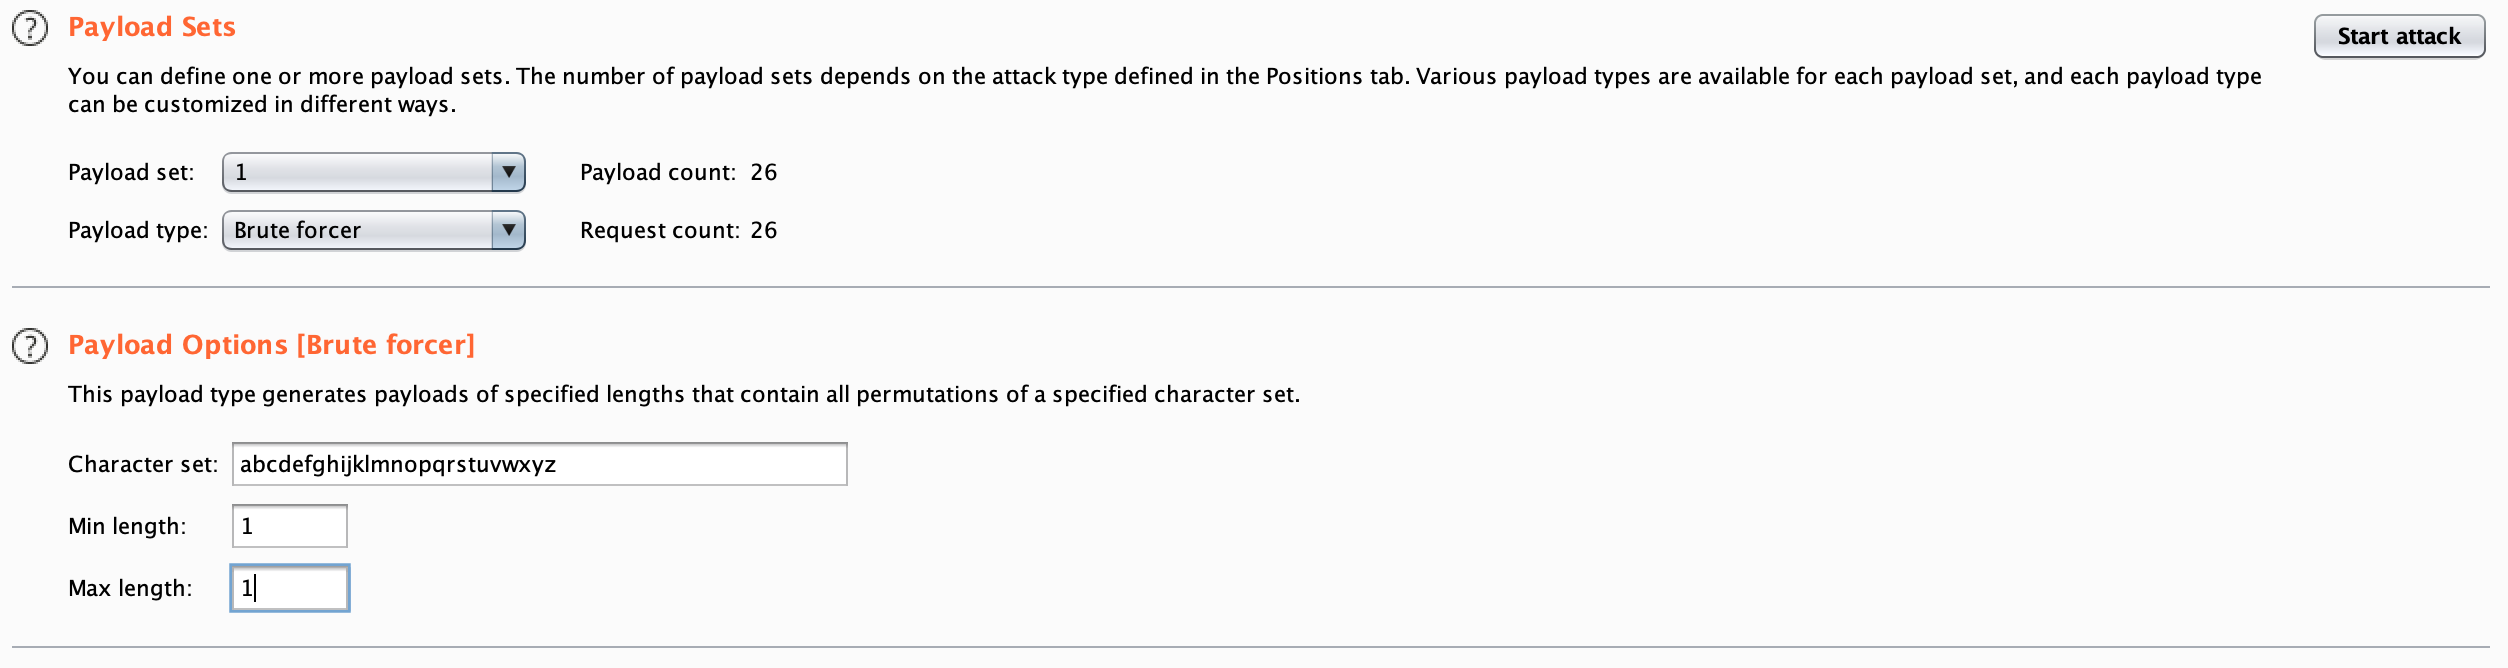 Payload Sets
Start attack
You can define one or more payload sets. The number of payload sets depends on the attack type defined in the Positions tab. Various payload types are available for each payload set, and each payload type
can be customized in different ways.
Payload set: 1 Payload count: 26
Payload type: Brute forcer Request count: 26
Payload Options [Brute forcer]
This payload type generates payloads of specified lengths that contain all permutations of a specified character set.
Character set: abcdefghijklmnopqrstuvwxyz
Min length: 1
Max length: 1